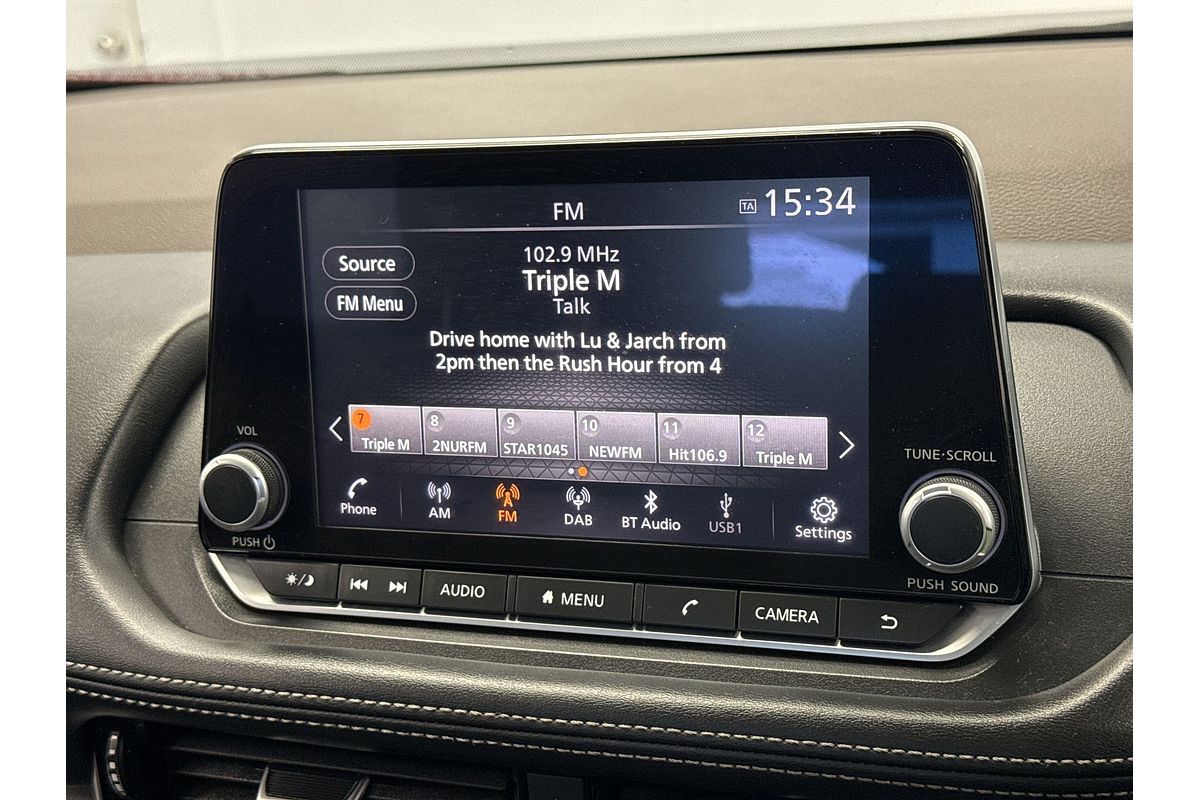 FM
TA 15:34
Source
FM Menu
102.9 MHz
Triple M
Talk
Drive home with Lu & Jarch from
2pm then the Rush Hour from 4
7 Triple M
8 2NURFM
9 STAR1045
10 NEWFM
11 Hit106.9
12 Triple M
Phone
AM
FM
DAB
BT Audio
USB1
Settings
VOL
PUSH
TUNE·SCROLL
PUSH SOUND
AUDIO
MENU
CAMERA